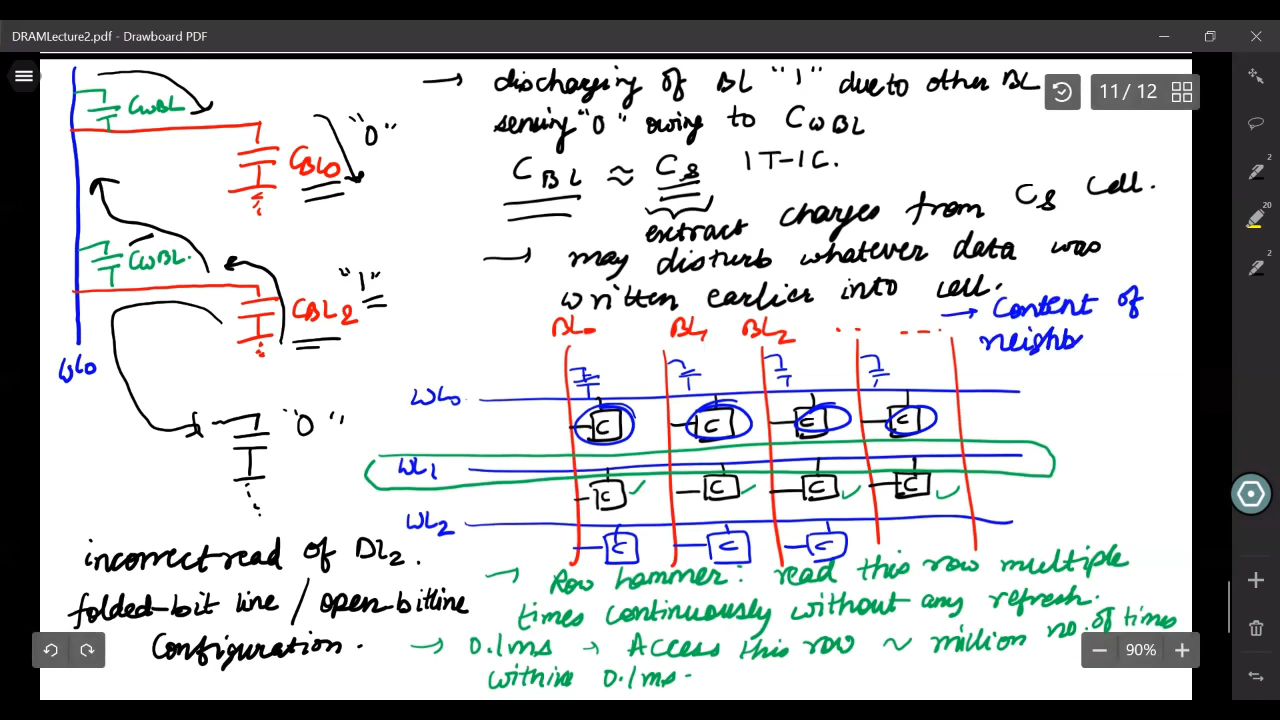 DRAMLecture2.pdf - Drawboard PDF
→ discharging of BL "1" due to other BL
sensing "0" owing to CWBL
CBL ≈ Cs 1T-1C.
extract charges from Cs cell.
→ may disturb whatever data was
written earlier into cell.
→ Content of
neighb
11 / 12
CWBL
"0"
CBL0
CWBL.
"1"
CBL2
WL0
"0"
incorrect read of BL2.
folded-bit line / open-bitline
Configuration.
BL0 BL1 BL2 .. ---.
WL0
C C C C
WL1
C C C C
WL2
C C C
→ Row hammer: read this row multiple
times continuously without any refresh.
→ 0.1ms → Access this row ~ million no. of times
within 0.1ms.
90%
2
20
2